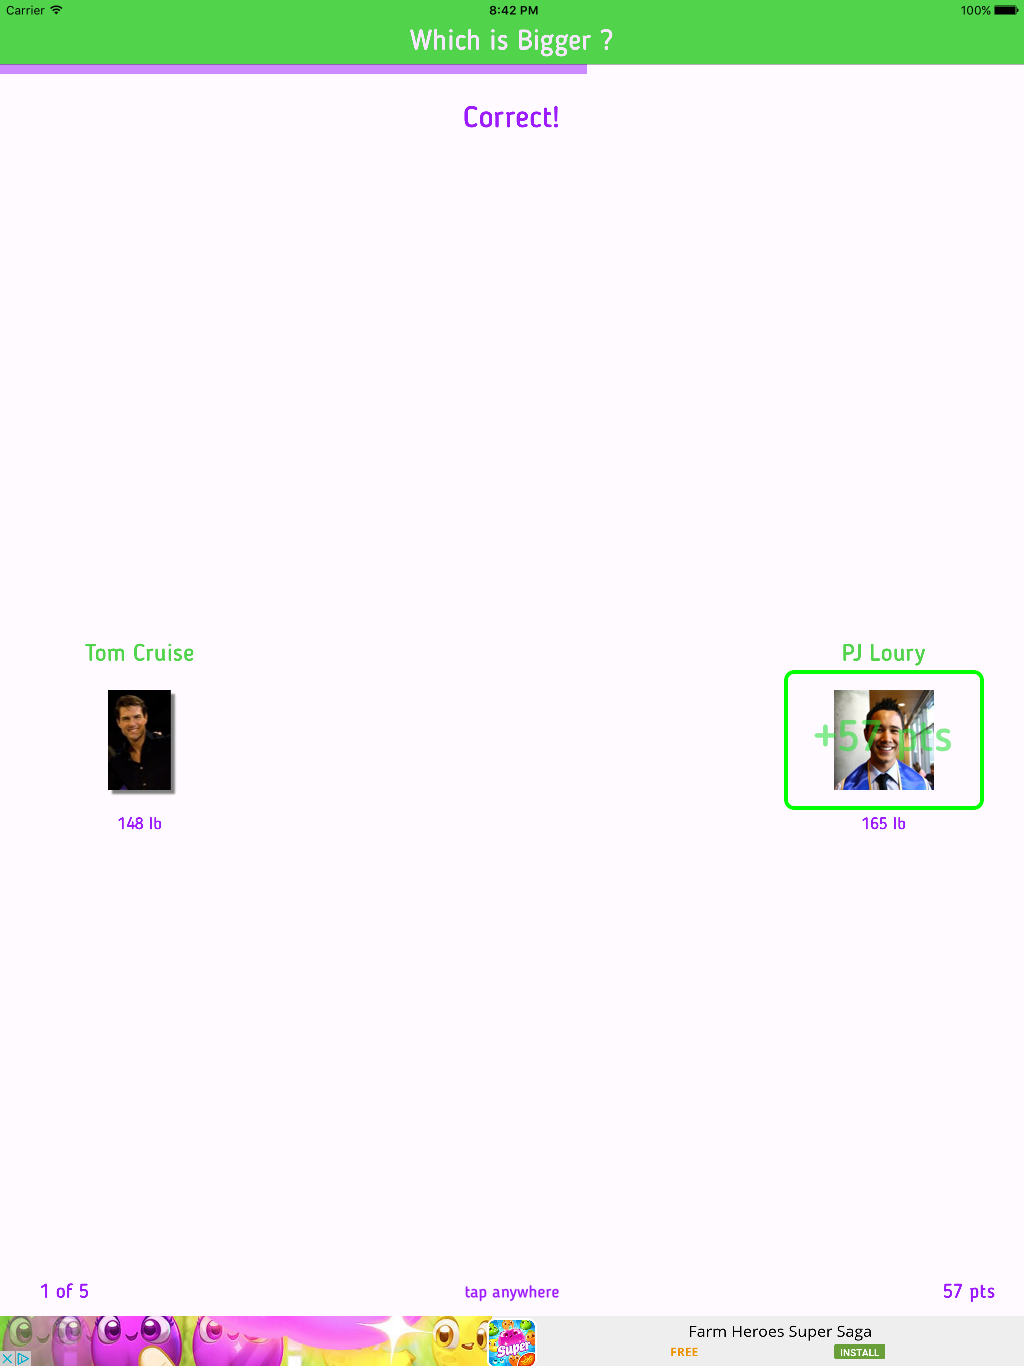 Carrier 8:42 PM 100%
Which is Bigger ?
Correct!
Tom Cruise PJ Loury
+57 pts
148 lb 165 lb
1 of 5 tap anywhere 57 pts
Super
Farm Heroes Super Saga
FREE INSTALL